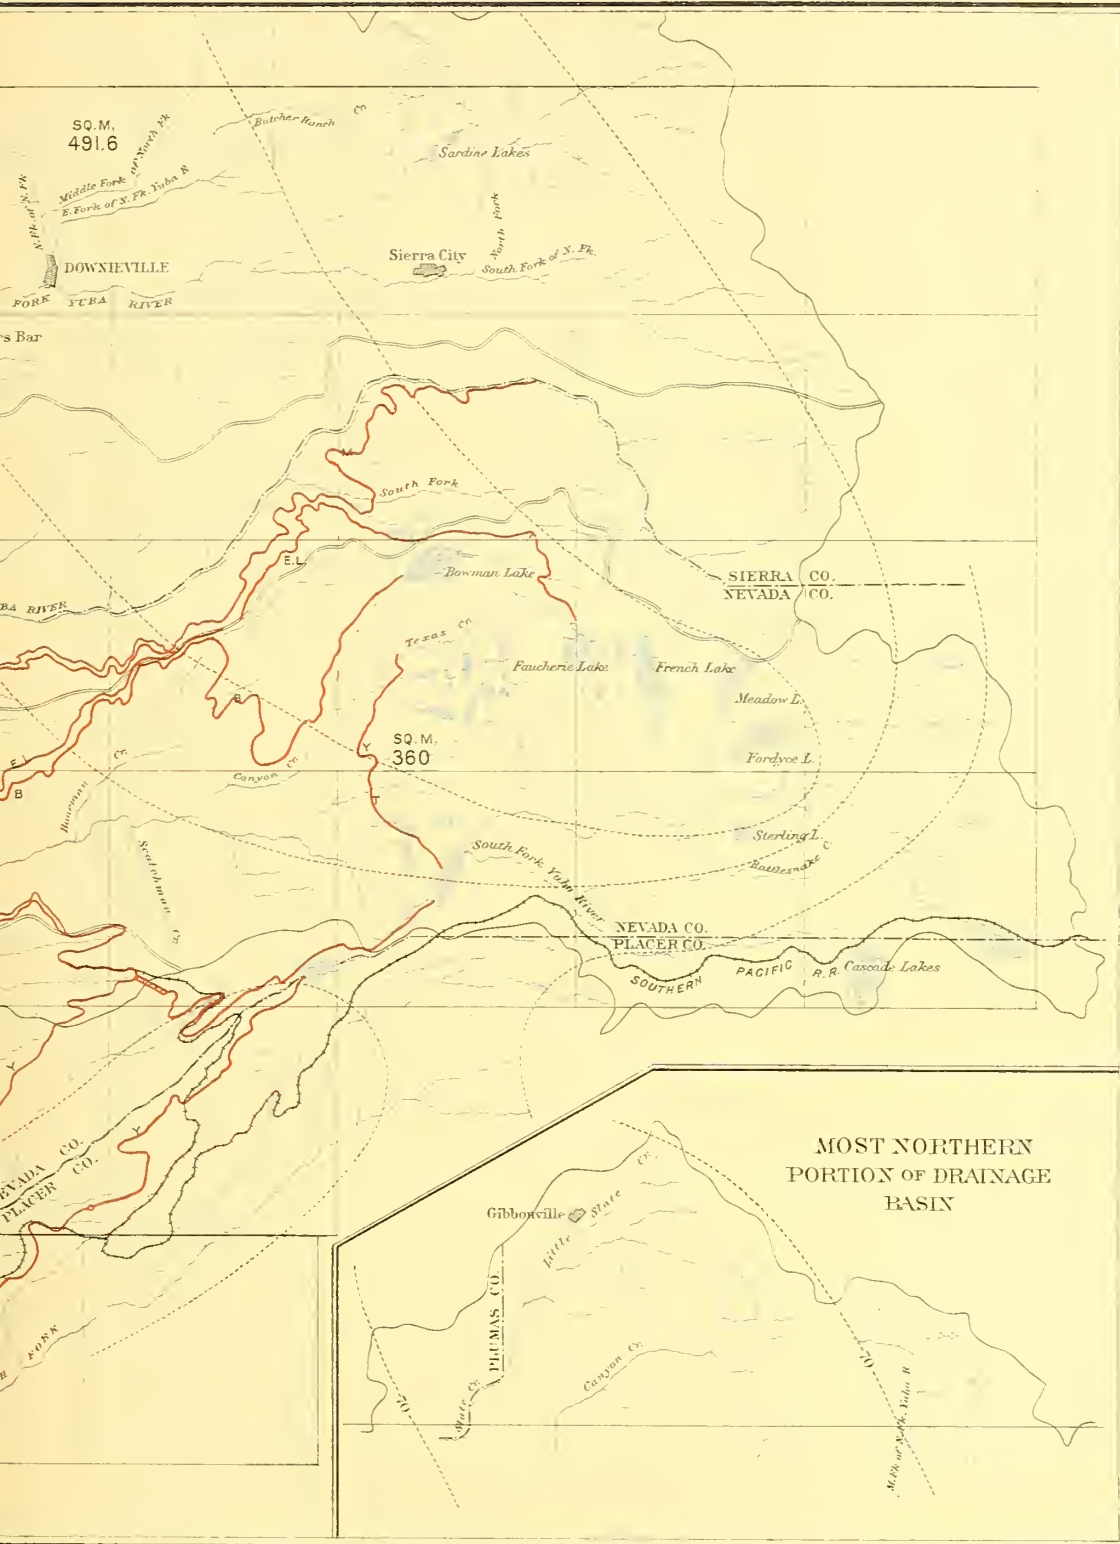 SQ. M.
491.6
Butcher Ranch Cr.
Sardine Lakes
Middle Fork of North Fk
E. Fork of N. Fk. Yuba R
N. Fk. of N. Fk
North Fork
DOWNIEVILLE
Sierra City
South Fork of N. Fk.
FORK YUBA RIVER
rs Bar
M
South Fork
E.L.
Bowman Lake
SIERRA CO.
NEVADA CO.
BA RIVER
Texas Cr.
Faucherie Lake
French Lake
B
Meadow L.
SQ. M.
360
Y
Fordyce L.
Canyon Cr.
Cr.
B
T
Sterling L.
Rattlesnake C.
Scotchman Cr.
South Fork Yuba River
NEVADA CO.
PLACER CO.
SOUTHERN PACIFIC R.R.
Cascade Lakes
Y
Y
EVADA CO.
PLACER CO.
FORK
MOST NORTHERN
PORTION OF DRAINAGE
BASIN
Gibbonville
Little Slate Cr.
PLUMAS CO.
Canyon Cr.
Slate Cr.
70
70
M. Fk of N. Fk. Yuba R